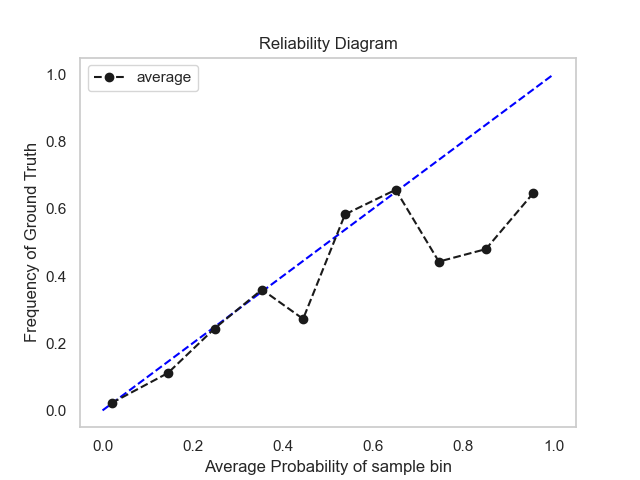 Reliability Diagram
average
Frequency of Ground Truth
1.0
0.8
0.6
0.4
0.2
0.0
0.0 0.2 0.4 0.6 0.8 1.0
Average Probability of sample bin